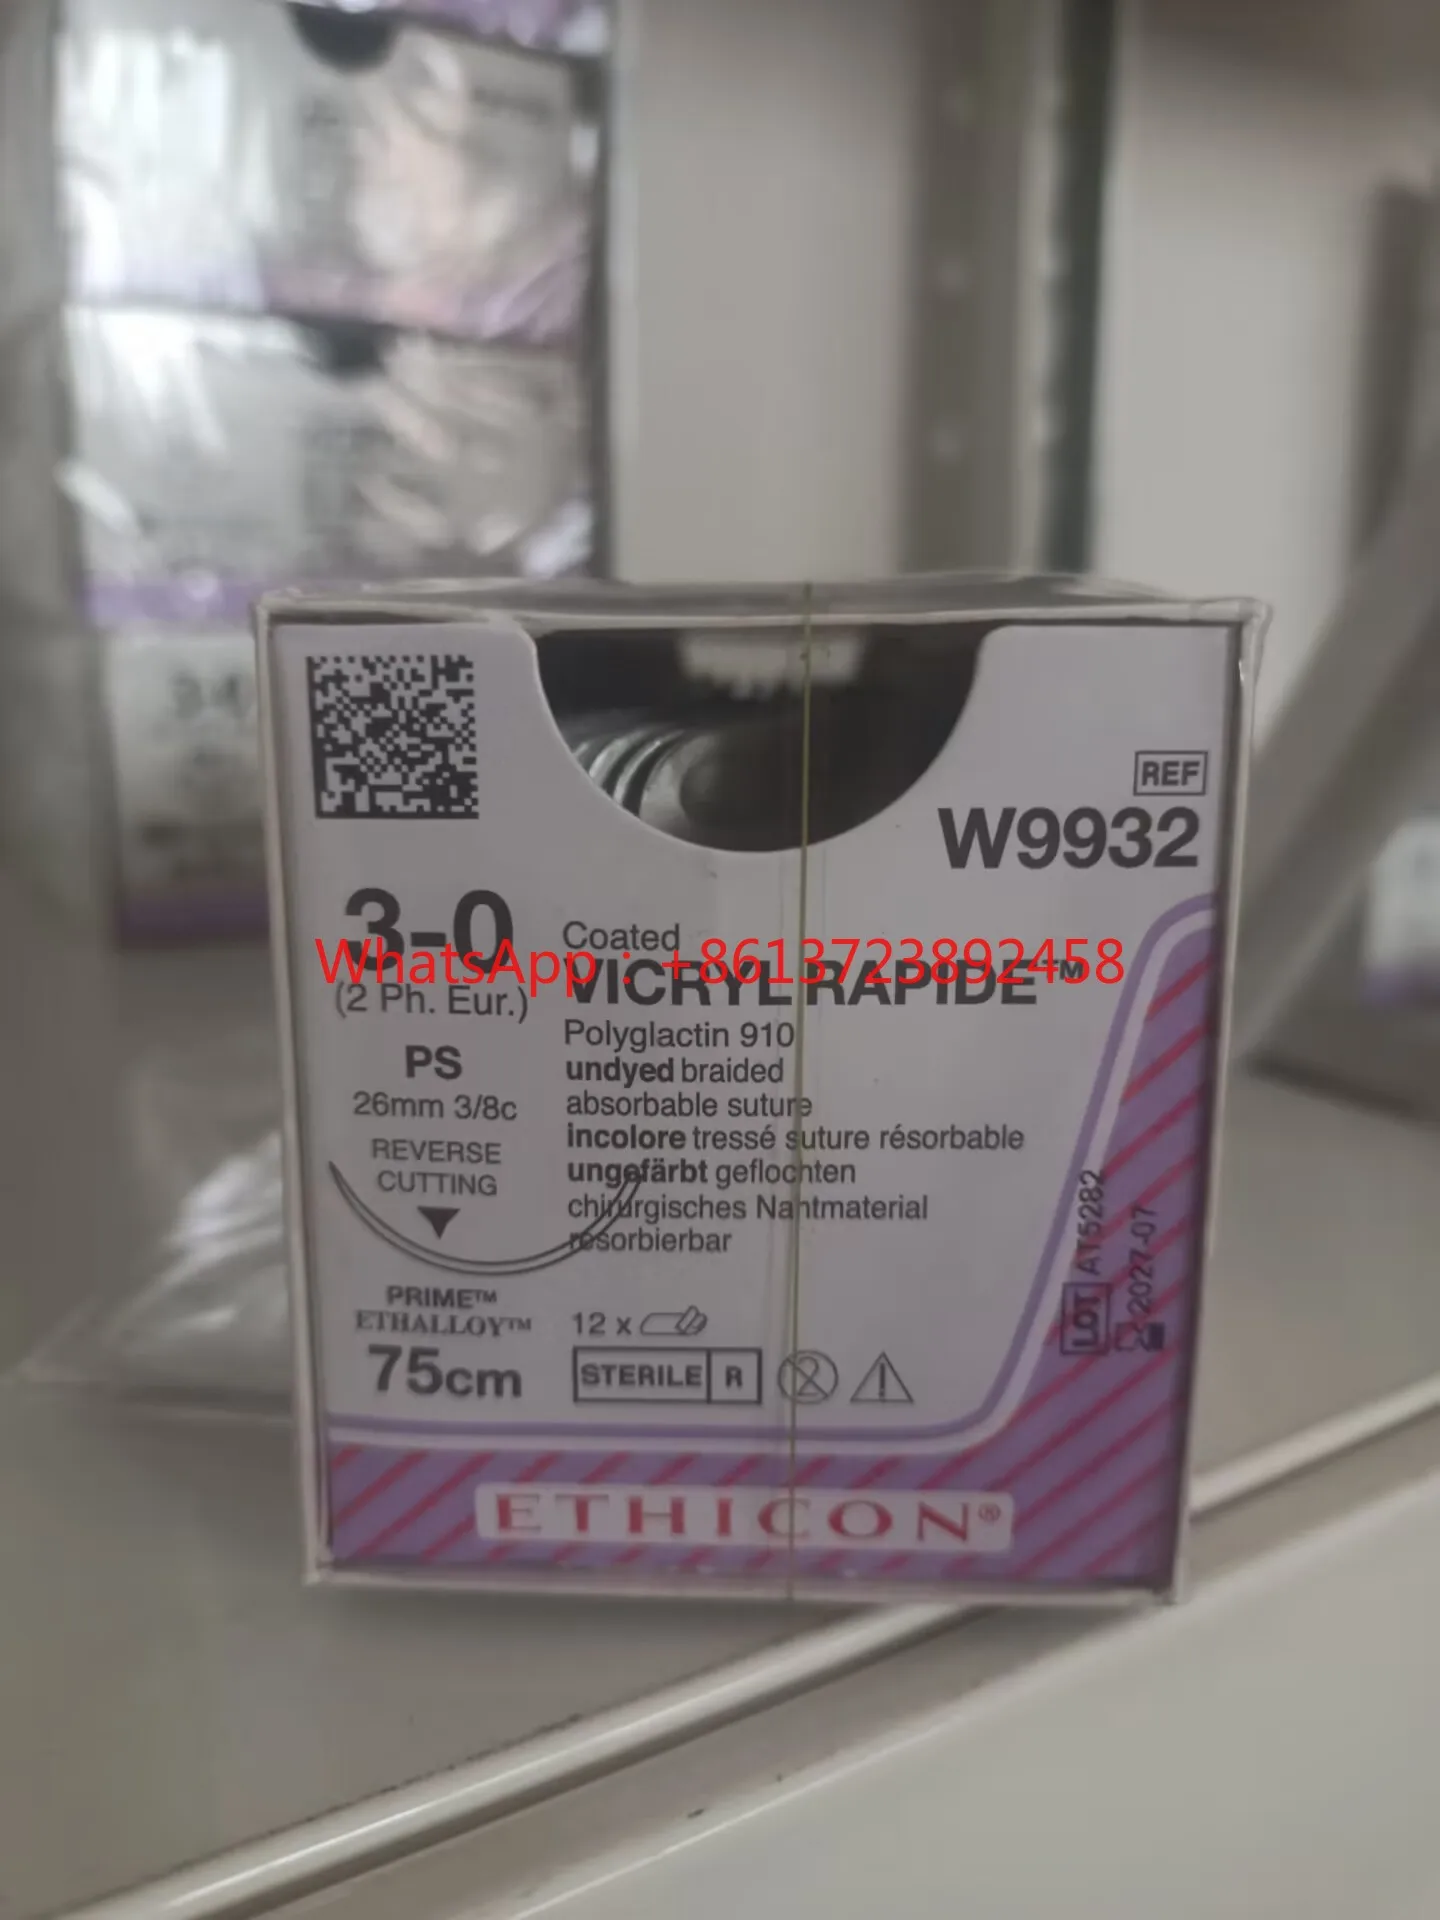 REF
W9932
3-0
(2 Ph. Eur.)
PS
26mm 3/8c
REVERSE
CUTTING
PRIME™
ETHALLOY™
75cm
Coated
VICRYL RAPIDE™
WhatsApp：+8613723892458
Polyglactin 910
undyed braided
absorbable suture
incolore tressé suture résorbable
ungefärbt geflochten
chirurgisches Nahtmaterial
resorbierbar
12 x
STERILE R
2
LOT AT5282
2027-07
ETHICON®